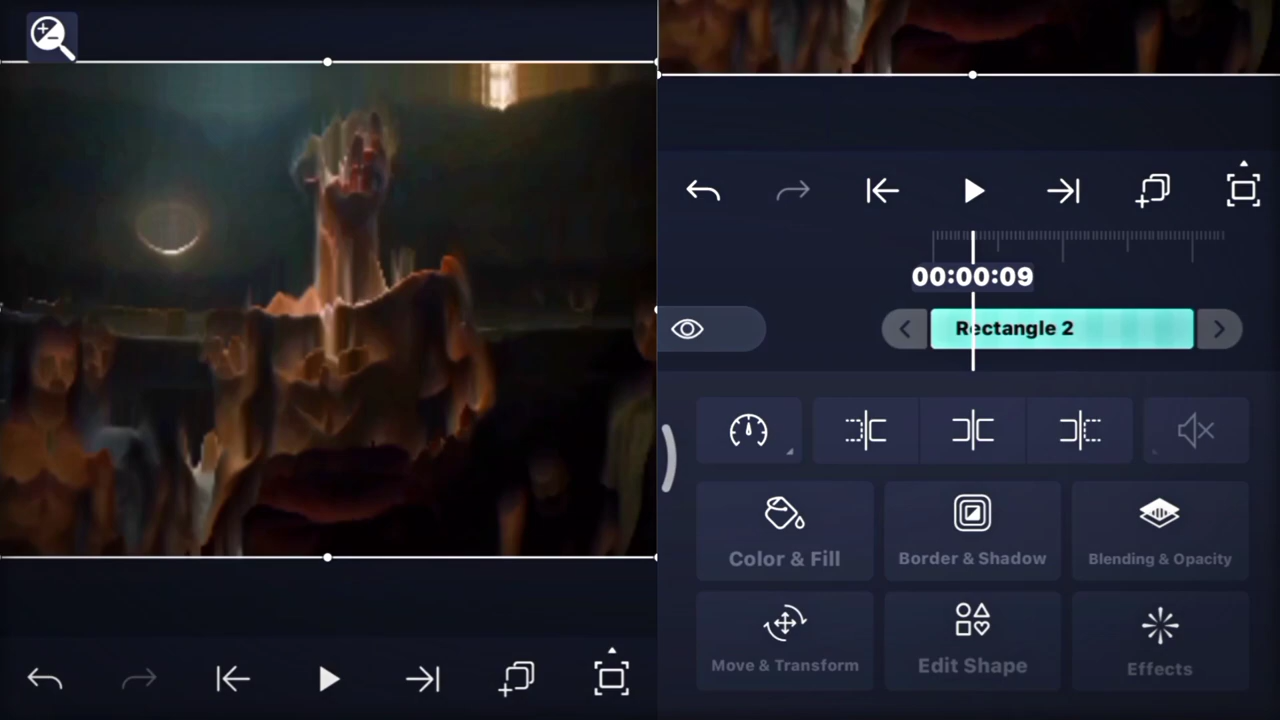 00:00:09
Rectangle 2
Color & Fill
Border & Shadow
Blending & Opacity
Move & Transform
Edit Shape
Effects